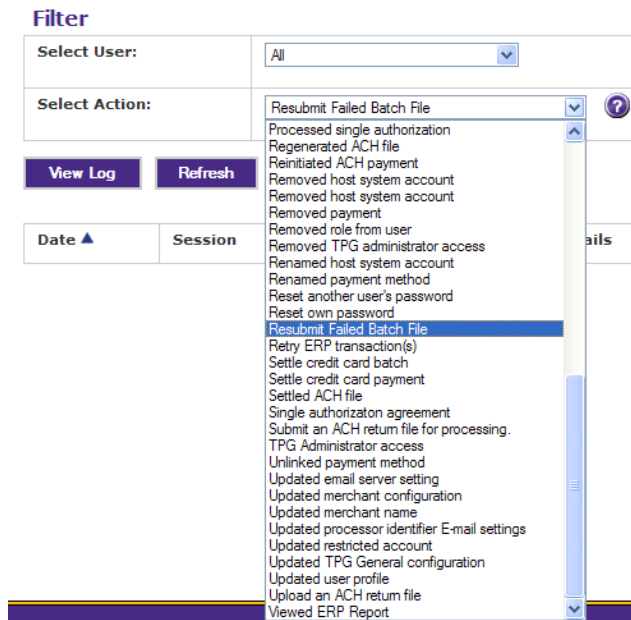 Filter
Select User:
All
Select Action:
Resubmit Failed Batch File
?
Processed single authorization
Regenerated ACH file
Reinitiated ACH payment
Removed host system account
Removed host system account
Removed payment
Removed role from user
Removed TPG administrator access
Renamed host system account
Renamed payment method
Reset another user's password
Reset own password
Resubmit Failed Batch File
Retry ERP transaction(s)
Settle credit card batch
Settle credit card payment
Settled ACH file
Single authorizaton agreement
Submit an ACH return file for processing.
TPG Administrator access
Unlinked payment method
Updated email server setting
Updated merchant configuration
Updated merchant name
Updated processor identifier E-mail settings
Updated restricted account
Updated TPG General configuration
Updated user profile
Upload an ACH return file
Viewed ERP Report
View Log Refresh
Date Session ails